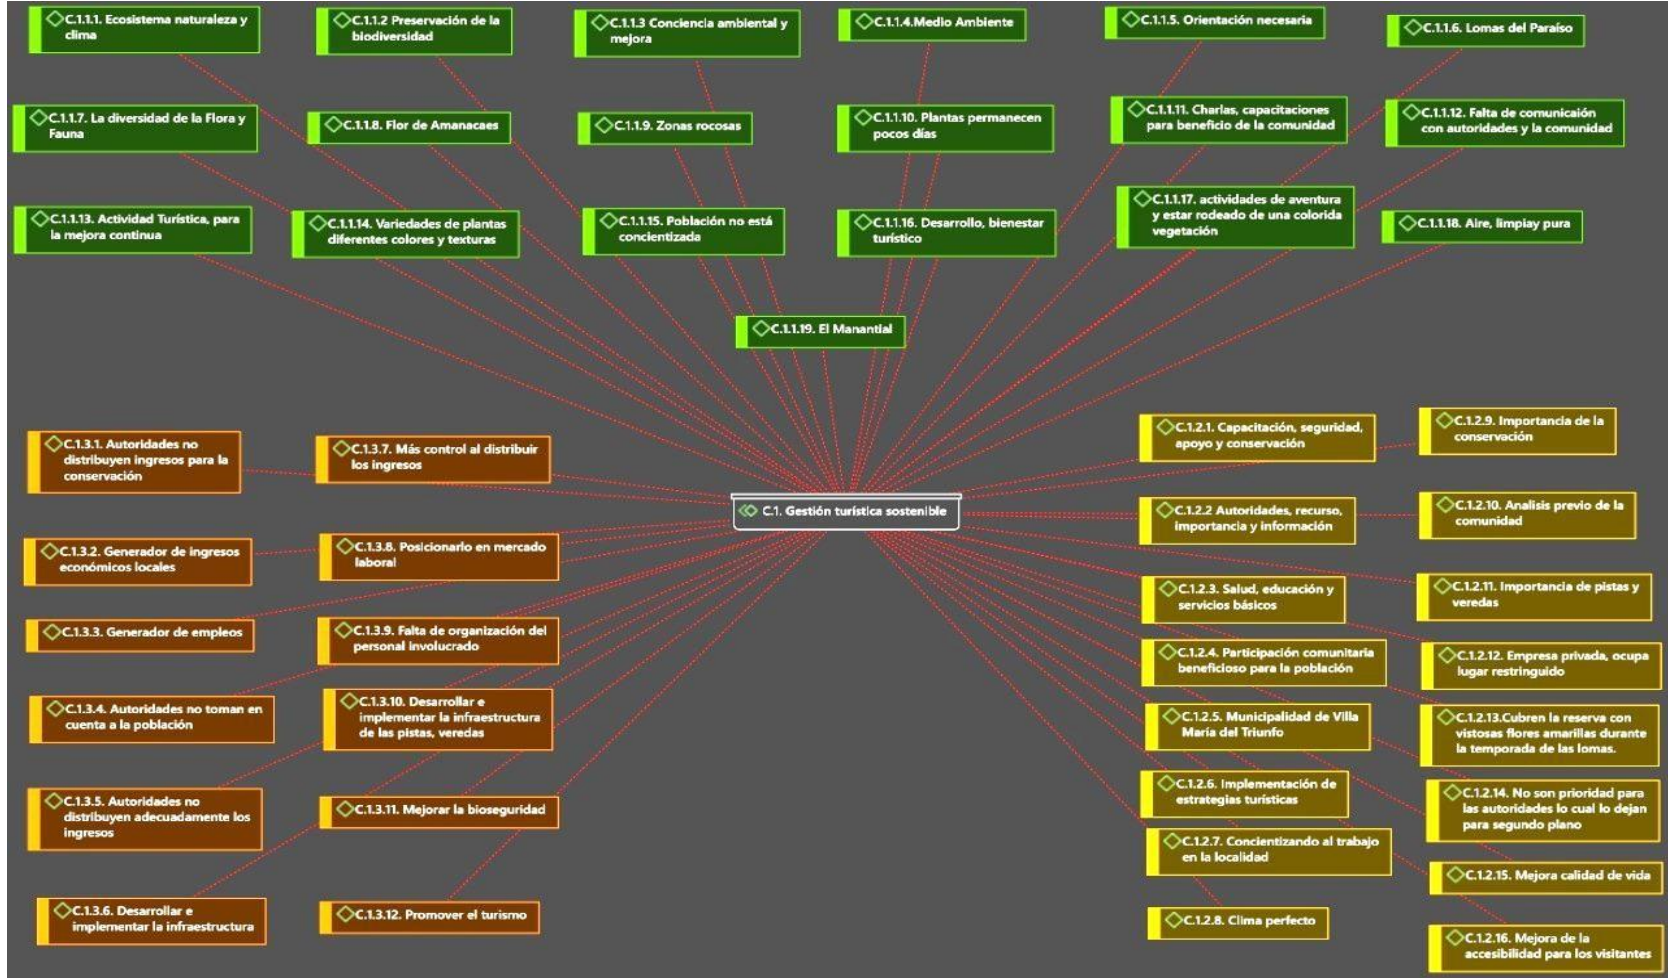 C.1.1.1. Ecosistema naturaleza y
clima
C.1.1.2 Preservación de la
biodiversidad
C.1.1.3 Conciencia ambiental y
mejora
C.1.1.4.Medio Ambiente
C.1.1.5. Orientación necesaria
C.1.1.6. Lomas del Paraíso
C.1.1.7. La diversidad de la Flora y
Fauna
C.1.1.8. Flor de Amanacaes
C.1.1.9. Zonas rocosas
C.1.1.10. Plantas permanecen
pocos días
C.1.1.11. Charlas, capacitaciones
para beneficio de la comunidad
C.1.1.12. Falta de comunicaión
con autoridades y la comunidad
C.1.1.13. Actividad Turística, para
la mejora continua
C.1.1.14. Variedades de plantas
diferentes colores y texturas
C.1.1.15. Población no está
concientizada
C.1.1.16. Desarrollo, bienestar
turístico
C.1.1.17. actividades de aventura
y estar rodeado de una colorida
vegetación
C.1.1.18. Aire, limpiay pura
C.1.1.19. El Manantial
C.1.3.1. Autoridades no
distribuyen ingresos para la
conservación
C.1.3.7. Más control al distribuir
los ingresos
C.1.3.2. Generador de ingresos
económicos locales
C.1.3.8. Posicionarlo en mercado
laboral
C.1.3.3. Generador de empleos
C.1.3.9. Falta de organización del
personal involucrado
C.1.3.4. Autoridades no toman en
cuenta a la población
C.1.3.10. Desarrollar e
implementar la infraestructura
de las pistas, veredas
C.1.3.5. Autoridades no
distribuyen adecuadamente los
ingresos
C.1.3.11. Mejorar la bioseguridad
C.1.3.6. Desarrollar e
implementar la infraestructura
C.1.3.12. Promover el turismo
C.1. Gestión turística sostenible
C.1.2.1. Capacitación, seguridad,
apoyo y conservación
C.1.2.9. Importancia de la
conservación
C.1.2.2 Autoridades, recurso,
importancia y información
C.1.2.10. Analisis previo de la
comunidad
C.1.2.3. Salud, educación y
servicios básicos
C.1.2.11. Importancia de pistas y
veredas
C.1.2.4. Participación comunitaria
beneficioso para la población
C.1.2.12. Empresa privada, ocupa
lugar restringuido
C.1.2.5. Municipalidad de Villa
María del Triunfo
C.1.2.13.Cubren la reserva con
vistosas flores amarillas durante
la temporada de las lomas.
C.1.2.6. Implementación de
estrategias turísticas
C.1.2.14. No son prioridad para
las autoridades lo cual lo dejan
para segundo plano
C.1.2.7. Concientizando al trabajo
en la localidad
C.1.2.15. Mejora calidad de vida
C.1.2.8. Clima perfecto
C.1.2.16. Mejora de la
accesibilidad para los visitantes